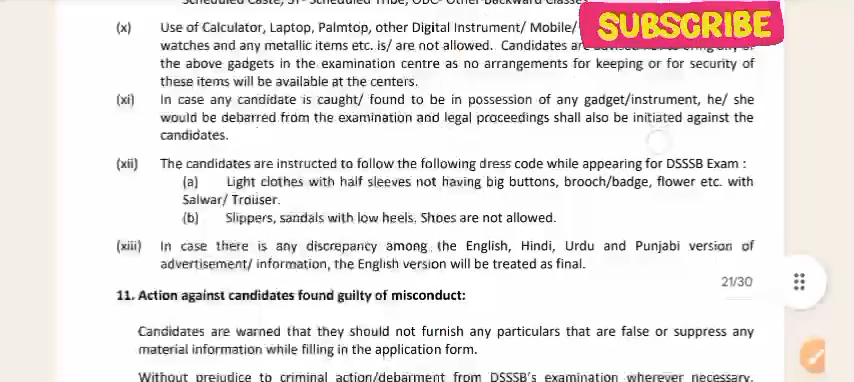 Scheduled Caste, ST- Scheduled Tribe, OBC- Other Backward Classes
SUBSCRIBE
(x) Use of Calculator, Laptop, Palmtop, other Digital Instrument/ Mobile/
watches and any metallic items etc. is/ are not allowed. Candidates are
the above gadgets in the examination centre as no arrangements for keeping or for security of
these items will be available at the centers.
(xi) In case any candidate is caught/ found to be in possession of any gadget/instrument, he/ she
would be debarred from the examination and legal proceedings shall also be initiated against the
candidates.
(xii) The candidates are instructed to follow the following dress code while appearing for DSSSB Exam :
(a) Light clothes with half sleeves not having big buttons, brooch/badge, flower etc. with
Salwar/ Trouser.
(b) Slippers, sandals with low heels. Shoes are not allowed.
(xiii) In case there is any discrepancy among the English, Hindi, Urdu and Punjabi version of
advertisement/ information, the English version will be treated as final.
21/30
11. Action against candidates found guilty of misconduct:
Candidates are warned that they should not furnish any particulars that are false or suppress any
material information while filling in the application form.
Without prejudice to criminal action/debarment from DSSSB's examination wherever necessary,